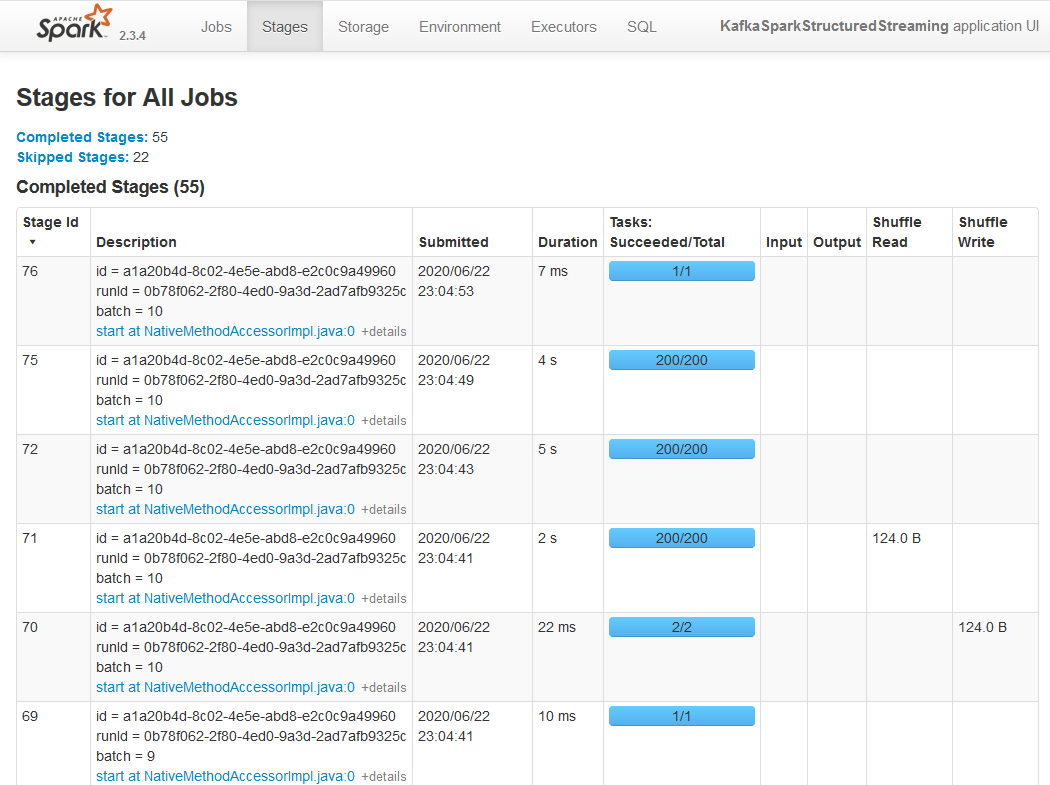 APACHE
Spark 2.3.4 Jobs Stages Storage Environment Executors SQL KafkaSparkStructuredStreaming application UI
Stages for All Jobs
Completed Stages: 55
Skipped Stages: 22
Completed Stages (55)
Stage Id ▾ Description Submitted Duration Tasks: Succeeded/Total Input Output Shuffle Read Shuffle Write
76 id = a1a20b4d-8c02-4e5e-abd8-e2c0c9a49960 2020/06/22 7 ms 1/1
runId = 0b78f062-2f80-4ed0-9a3d-2ad7afb9325c 23:04:53
batch = 10
start at NativeMethodAccessorImpl.java:0 +details
75 id = a1a20b4d-8c02-4e5e-abd8-e2c0c9a49960 2020/06/22 4 s 200/200
runId = 0b78f062-2f80-4ed0-9a3d-2ad7afb9325c 23:04:49
batch = 10
start at NativeMethodAccessorImpl.java:0 +details
72 id = a1a20b4d-8c02-4e5e-abd8-e2c0c9a49960 2020/06/22 5 s 200/200
runId = 0b78f062-2f80-4ed0-9a3d-2ad7afb9325c 23:04:43
batch = 10
start at NativeMethodAccessorImpl.java:0 +details
71 id = a1a20b4d-8c02-4e5e-abd8-e2c0c9a49960 2020/06/22 2 s 200/200 124.0 B
runId = 0b78f062-2f80-4ed0-9a3d-2ad7afb9325c 23:04:41
batch = 10
start at NativeMethodAccessorImpl.java:0 +details
70 id = a1a20b4d-8c02-4e5e-abd8-e2c0c9a49960 2020/06/22 22 ms 2/2 124.0 B
runId = 0b78f062-2f80-4ed0-9a3d-2ad7afb9325c 23:04:41
batch = 10
start at NativeMethodAccessorImpl.java:0 +details
69 id = a1a20b4d-8c02-4e5e-abd8-e2c0c9a49960 2020/06/22 10 ms 1/1
runId = 0b78f062-2f80-4ed0-9a3d-2ad7afb9325c 23:04:41
batch = 9
start at NativeMethodAccessorImpl.java:0 +details